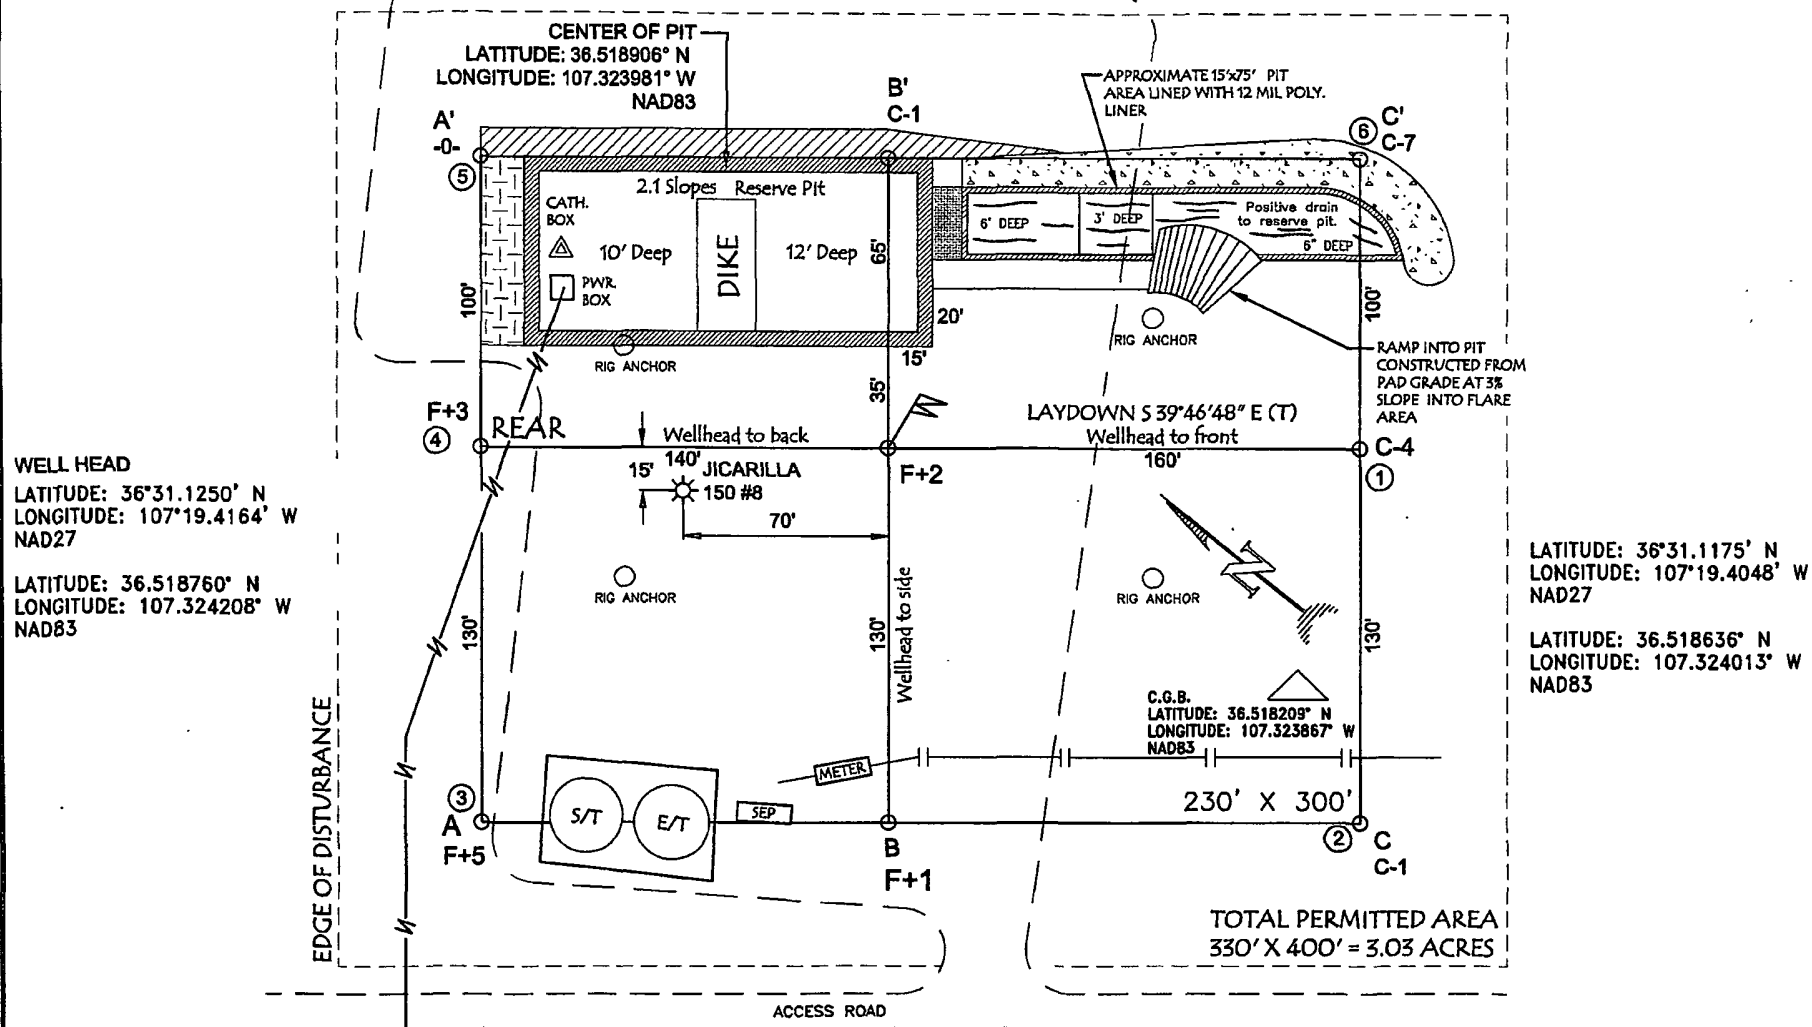 CENTER OF PIT
LATITUDE: 36.518906° N
LONGITUDE: 107.323981° W
NAD83
B'
C-1
APPROXIMATE 15'x75' PIT
AREA LINED WITH 12 MIL POLY.
LINER
A'
-0-
5
C'
C-7
6
2.1 Slopes Reserve Pit
CATH.
BOX
10' Deep
DIKE
12' Deep
65'
PWR.
BOX
6' DEEP
3' DEEP
Positive drain
to reserve pit.
6" DEEP
100'
20'
100'
RIG ANCHOR
15'
RIG ANCHOR
RAMP INTO PIT
CONSTRUCTED FROM
PAD GRADE AT 3%
SLOPE INTO FLARE
AREA
35'
F+3
4
REAR
Wellhead to back
140'
LAYDOWN S 39°46'48" E (T)
Wellhead to front
160'
C-4
1
F+2
15'
JICARILLA
150 #8
70'
N
WELL HEAD
LATITUDE: 36°31.1250' N
LONGITUDE: 107°19.4164' W
NAD27
LATITUDE: 36.518760° N
LONGITUDE: 107.324208° W
NAD83
LATITUDE: 36°31.1175' N
LONGITUDE: 107°19.4048' W
NAD27
LATITUDE: 36.518636° N
LONGITUDE: 107.324013° W
NAD83
RIG ANCHOR
RIG ANCHOR
130'
130'
Wellhead to side
130'
C.G.B.
LATITUDE: 36.518209° N
LONGITUDE: 107.323867° W
NAD83
EDGE OF DISTURBANCE
METER
3
A
F+5
S/T
E/T
SEP
230' X 300'
B
F+1
2
C
C-1
TOTAL PERMITTED AREA
330' X 400' = 3.03 ACRES
ACCESS ROAD